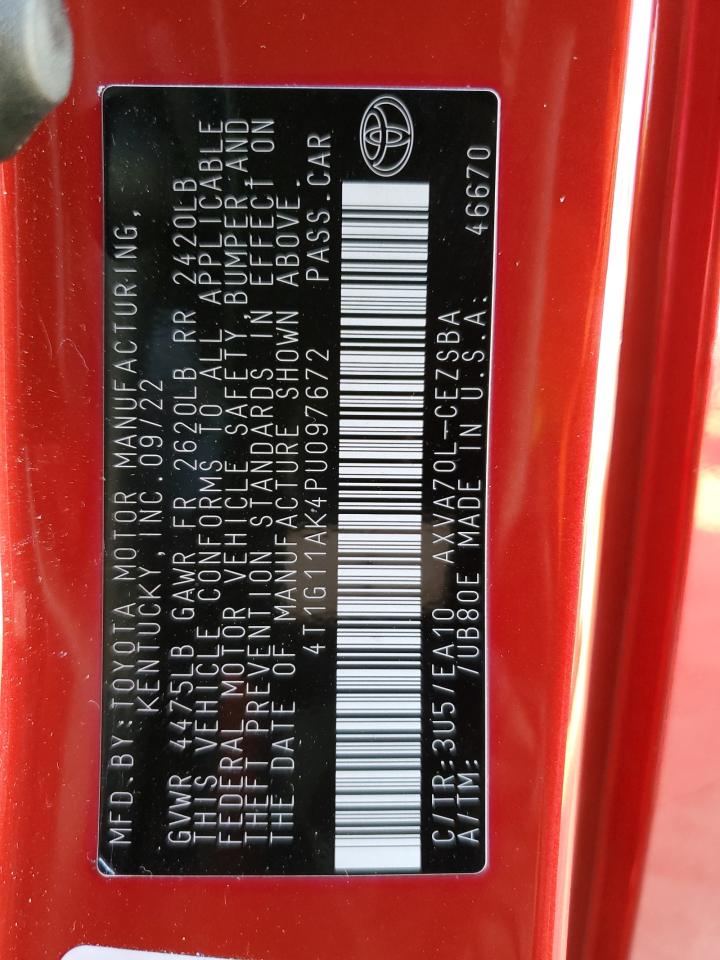 MFD.BY:TOYOTA MOTOR MANUFACTURING,
KENTUCKY,INC.09/22
GVWR 4475LB GAWR FR 2620LB RR 2420LB
THIS VEHICLE CONFORMS TO ALL APPLICABLE
FEDERAL MOTOR VEHICLE SAFETY,BUMPER,AND
THEFT PREVENTION STANDARDS IN EFFECT ON
THE DATE OF MANUFACTURE SHOWN ABOVE.
4T1G11AK4PU097672 PASS.CAR
C/TR:3U5/EA10 AXVA70L-CEZSBA
A/TM: 7UB80E MADE IN U.S.A. 46670